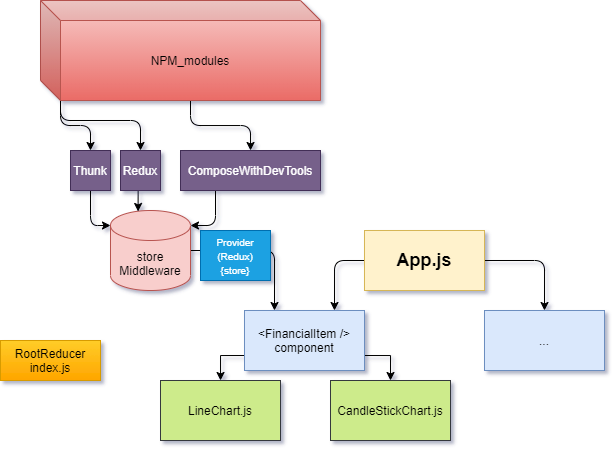 NPM_modules
Thunk
Redux
ComposeWithDevTools
store
Middleware
Provider
(Redux)
{store}
App.js
<FinancialItem />
component
...
RootReducer
index.js
LineChart.js
CandleStickChart.js